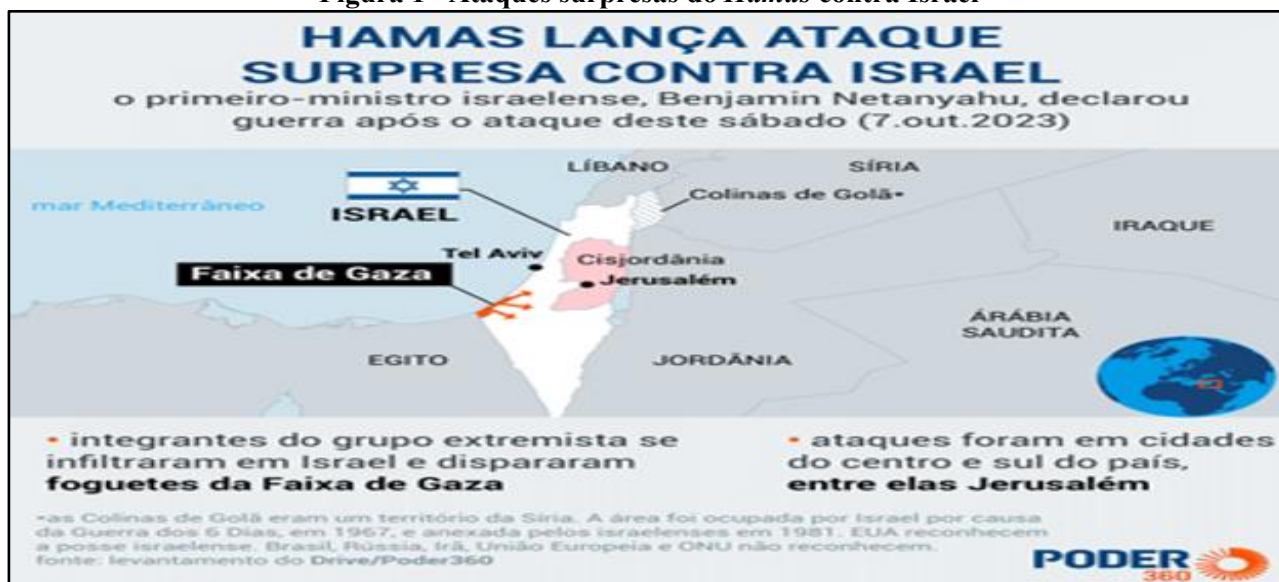 Figura 1 - Ataques surpresas do Hamas contra Israel
HAMAS LANÇA ATAQUE
SURPRESA CONTRA ISRAEL
o primeiro-ministro israelense, Benjamin Netanyahu, declarou
guerra após o ataque deste sábado (7.out.2023)
LÍBANO
SÍRIA
Colinas de Golã•
mar Mediterrâneo
ISRAEL
IRAQUE
Tel Aviv
Cisjordânia
Faixa de Gaza
Jerusalém
ÁRÁBIA
SAUDITA
EGITO
JORDÂNIA
• integrantes do grupo extremista se
infiltraram em Israel e dispararam
foguetes da Faixa de Gaza
• ataques foram em cidades
do centro e sul do país,
entre elas Jerusalém
•as Colinas de Golã eram um território da Síria. A área foi ocupada por Israel por causa
da Guerra dos 6 Dias, em 1967, e anexada pelos israelenses em 1981. EUA reconhecem
a posse israelense. Brasil, Rússia, Irã, União Europeia e ONU não reconhecem.
fonte: levantamento do Drive/Poder360
PODER
360